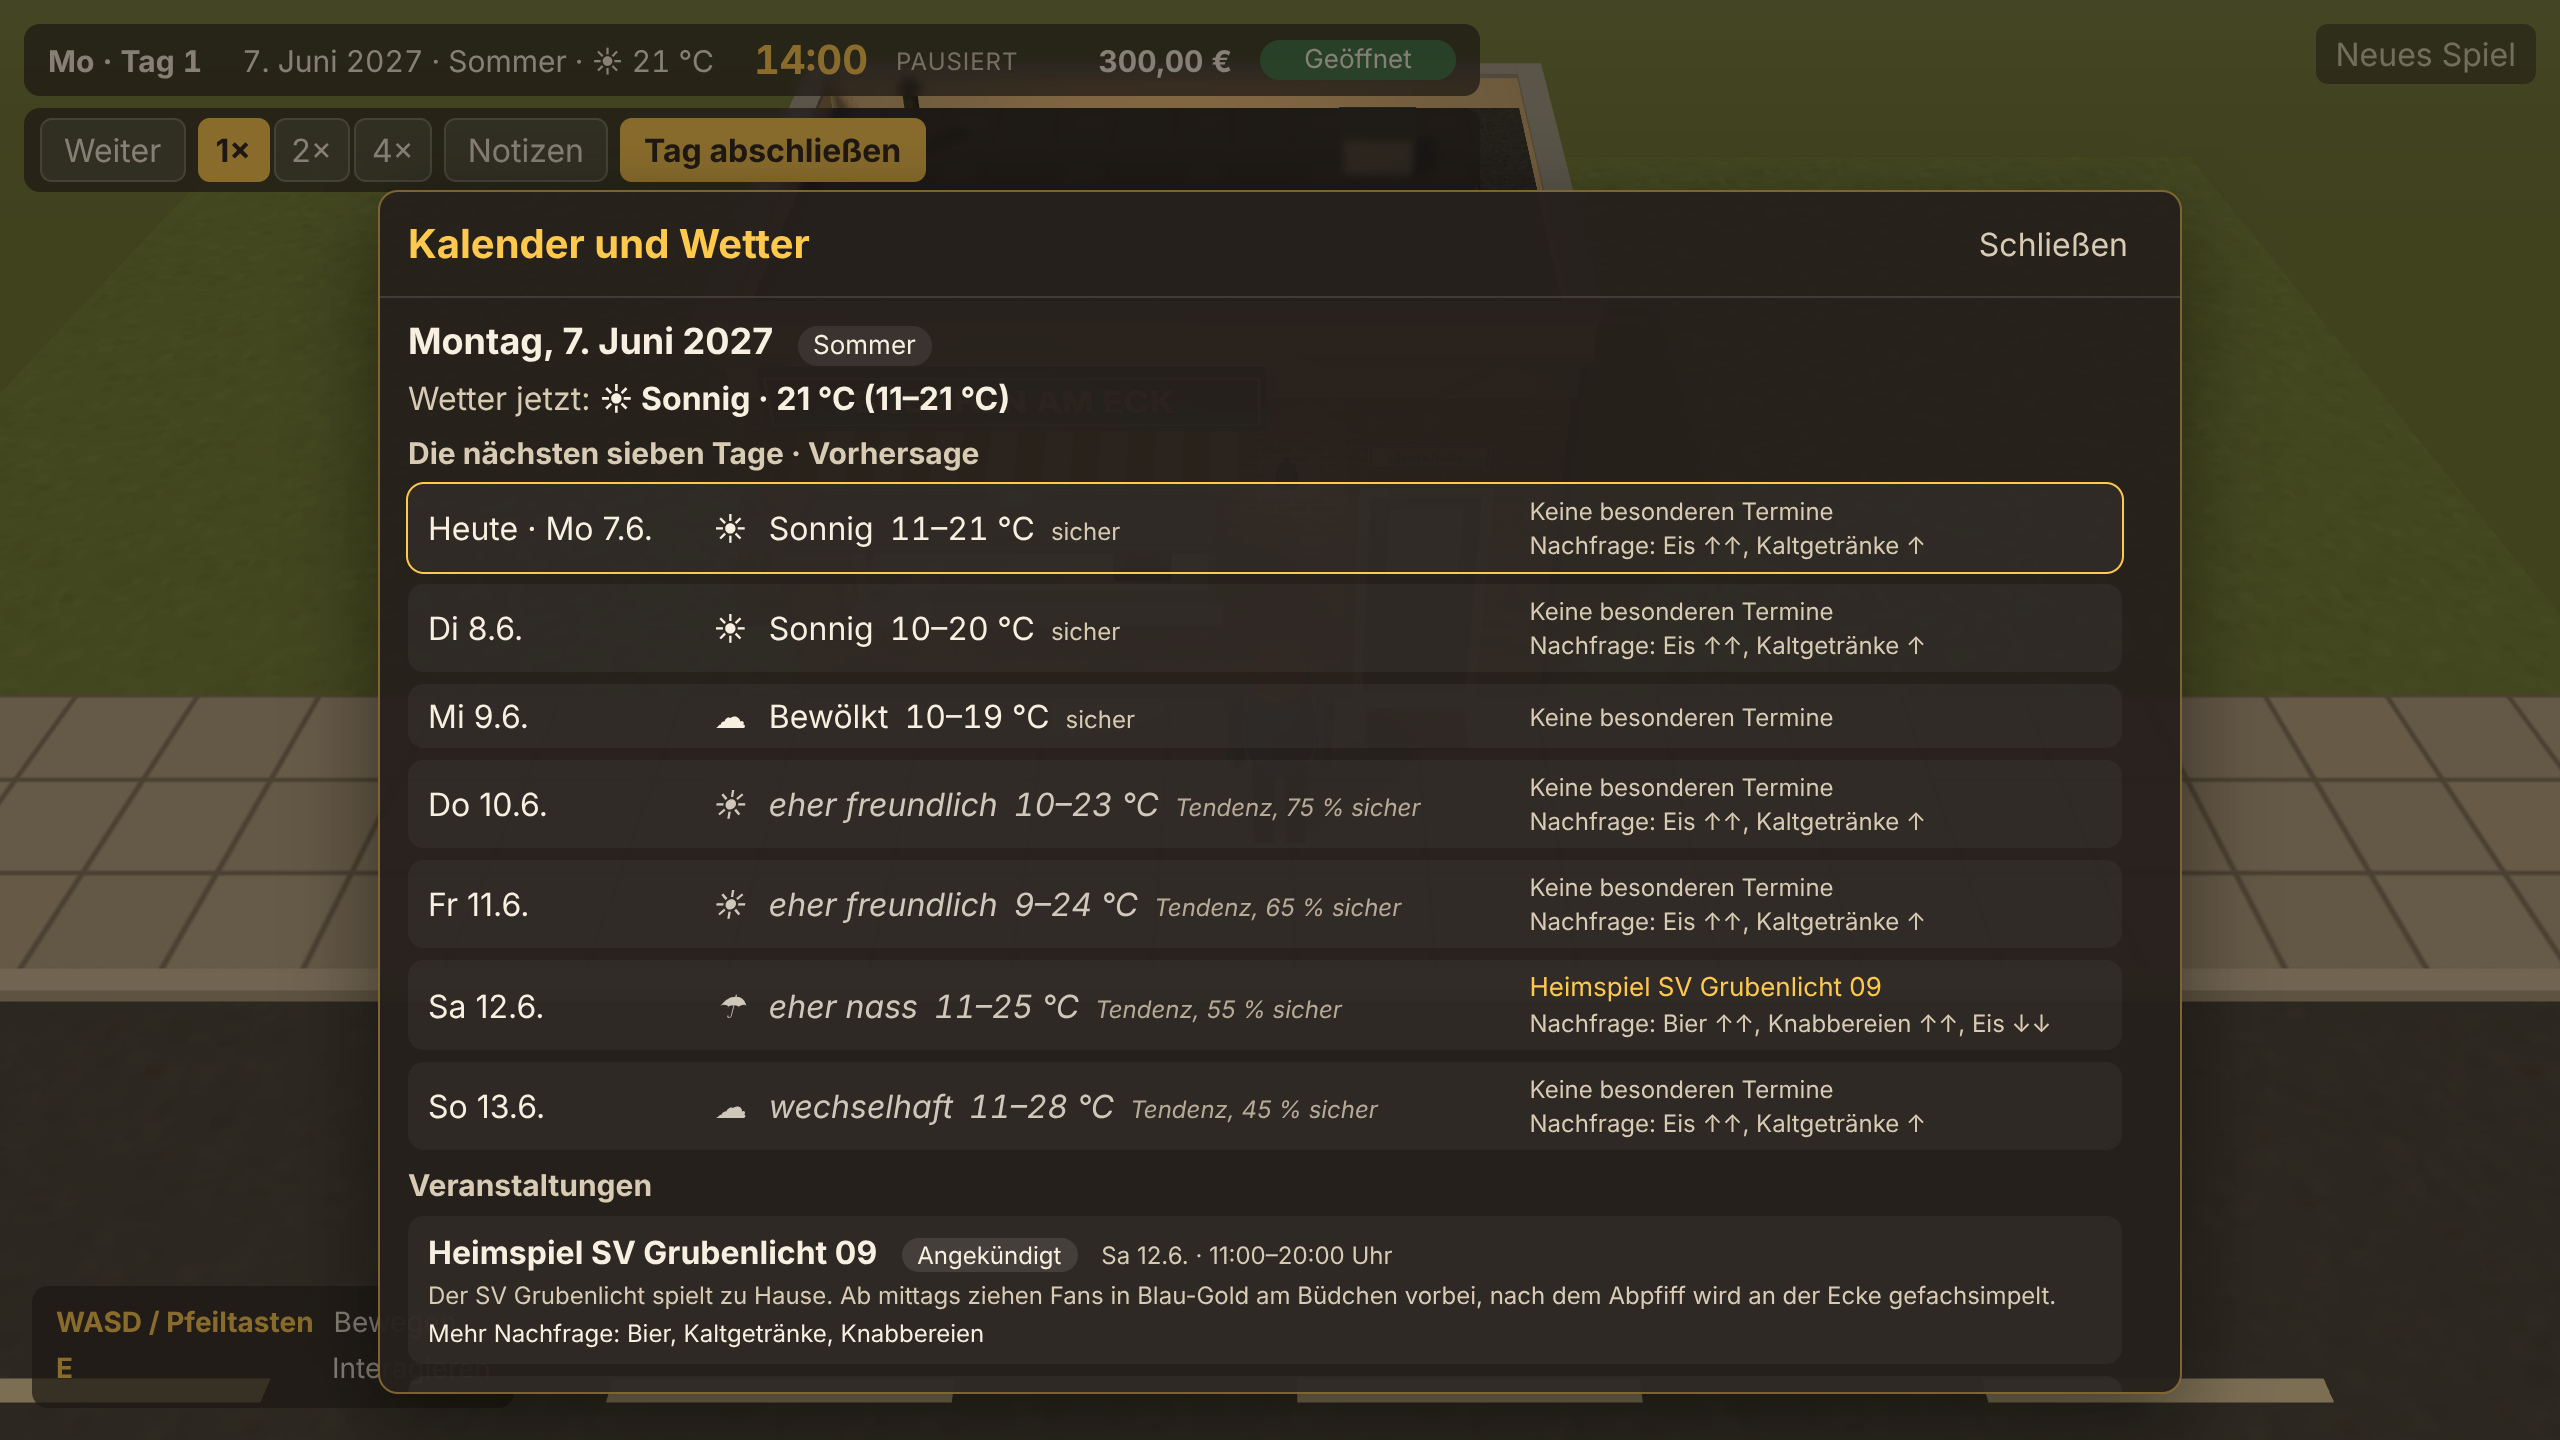 Mo · Tag 1 7. Juni 2027 · Sommer · ☀ 21 °C 14:00 PAUSIERT 300,00 € Geöffnet
Neues Spiel
Weiter 1× 2× 4× Notizen Tag abschließen
Kalender und Wetter
Schließen
Montag, 7. Juni 2027 Sommer
Wetter jetzt: ☀ Sonnig · 21 °C (11–21 °C)
AM ECK
Die nächsten sieben Tage · Vorhersage
Heute · Mo 7.6. ☀ Sonnig 11–21 °C sicher
Keine besonderen Termine
Nachfrage: Eis ↑↑, Kaltgetränke ↑
Di 8.6. ☀ Sonnig 10–20 °C sicher
Keine besonderen Termine
Nachfrage: Eis ↑↑, Kaltgetränke ↑
Mi 9.6. ☁ Bewölkt 10–19 °C sicher
Keine besonderen Termine
Do 10.6. ☀ eher freundlich 10–23 °C Tendenz, 75 % sicher
Keine besonderen Termine
Nachfrage: Eis ↑↑, Kaltgetränke ↑
Fr 11.6. ☀ eher freundlich 9–24 °C Tendenz, 65 % sicher
Keine besonderen Termine
Nachfrage: Eis ↑↑, Kaltgetränke ↑
Sa 12.6. ☂ eher nass 11–25 °C Tendenz, 55 % sicher
Heimspiel SV Grubenlicht 09
Nachfrage: Bier ↑↑, Knabbereien ↑↑, Eis ↓↓
So 13.6. ☁ wechselhaft 11–28 °C Tendenz, 45 % sicher
Keine besonderen Termine
Nachfrage: Eis ↑↑, Kaltgetränke ↑
Veranstaltungen
Heimspiel SV Grubenlicht 09 Angekündigt Sa 12.6. · 11:00–20:00 Uhr
Der SV Grubenlicht spielt zu Hause. Ab mittags ziehen Fans in Blau-Gold am Büdchen vorbei, nach dem Abpfiff wird an der Ecke gefachsimpelt.
Mehr Nachfrage: Bier, Kaltgetränke, Knabbereien
WASD / Pfeiltasten Bewegen
E Interagieren